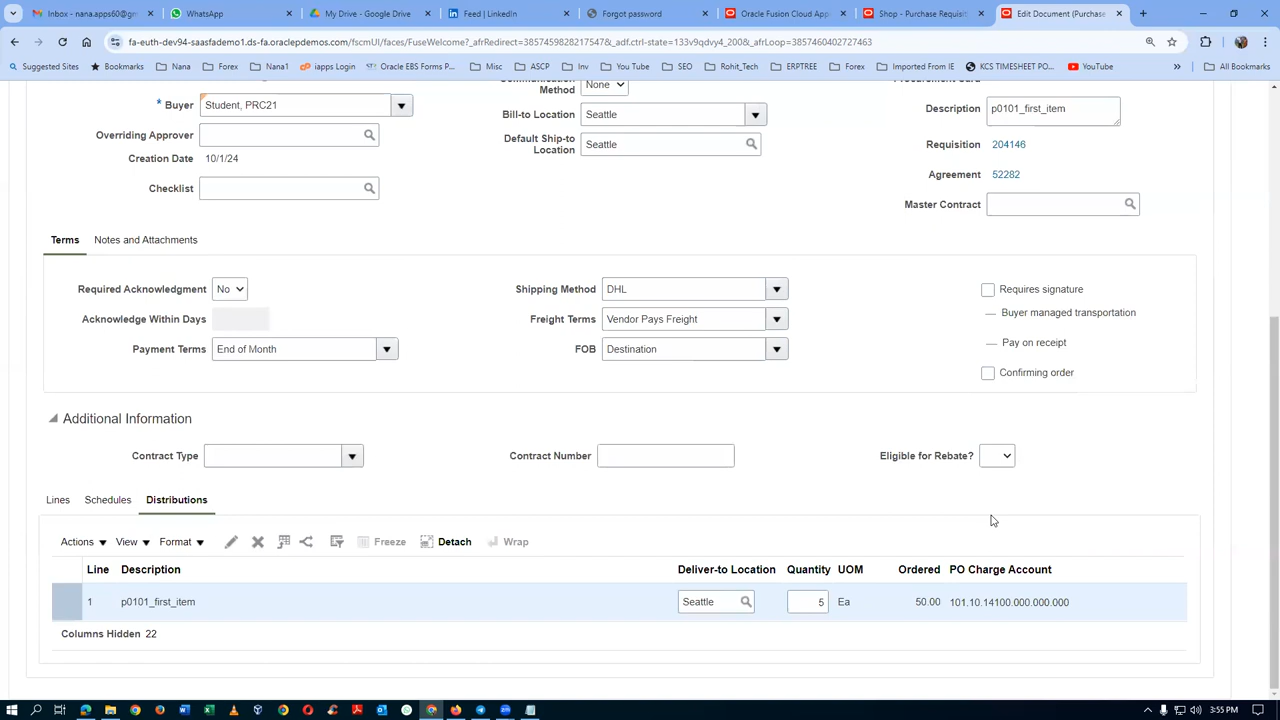 nana.apps01@gmail.com
WhatsApp
My Drive - Google Drive
Feed | LinkedIn
Forgot password
Oracle Fusion Cloud App
Shop - Purchase Requisit
Edit Document (Purchase
fa-euth-dev94-saasfademo1.ds-fa.oraclepdemos.com/fscmUI/faces/FuseWelcome?_afrRedirect=3857459828217547&_adf.ctrl-state=133v9qdvy4_200&_afrLoop=3857460402727463
Suggested Sites
Bookmarks
Nana
Forex
Nana1
iapps Login
Oracle EBS Forms P...
Misc
ASCP
Inv
You Tube
SEO
Rohit_Tech
ERPTREE
Forex
Imported From IE
KCS TIMESHEET PO...
YouTube
»
All Bookmarks
Communication Method None
Procurement Card
* Buyer Student, PRC21
Bill-to Location Seattle
Description p0101_first_item
Overriding Approver
Default Ship-to Location Seattle
Requisition 204146
Creation Date 10/1/24
Agreement 52282
Checklist
Master Contract
Terms
Notes and Attachments
Required Acknowledgment No
Shipping Method DHL
Requires signature
Acknowledge Within Days
Freight Terms Vendor Pays Freight
Buyer managed transportation
Payment Terms End of Month
FOB Destination
Pay on receipt
Confirming order
Additional Information
Contract Type
Contract Number
Eligible for Rebate?
Lines
Schedules
Distributions
Actions
View
Format
Freeze
Detach
Wrap
Line Description Deliver-to Location Quantity UOM Ordered PO Charge Account
1 p0101_first_item Seattle 5 Ea 50.00 101.10.14100.000.000.000
Columns Hidden 22
3:55 PM